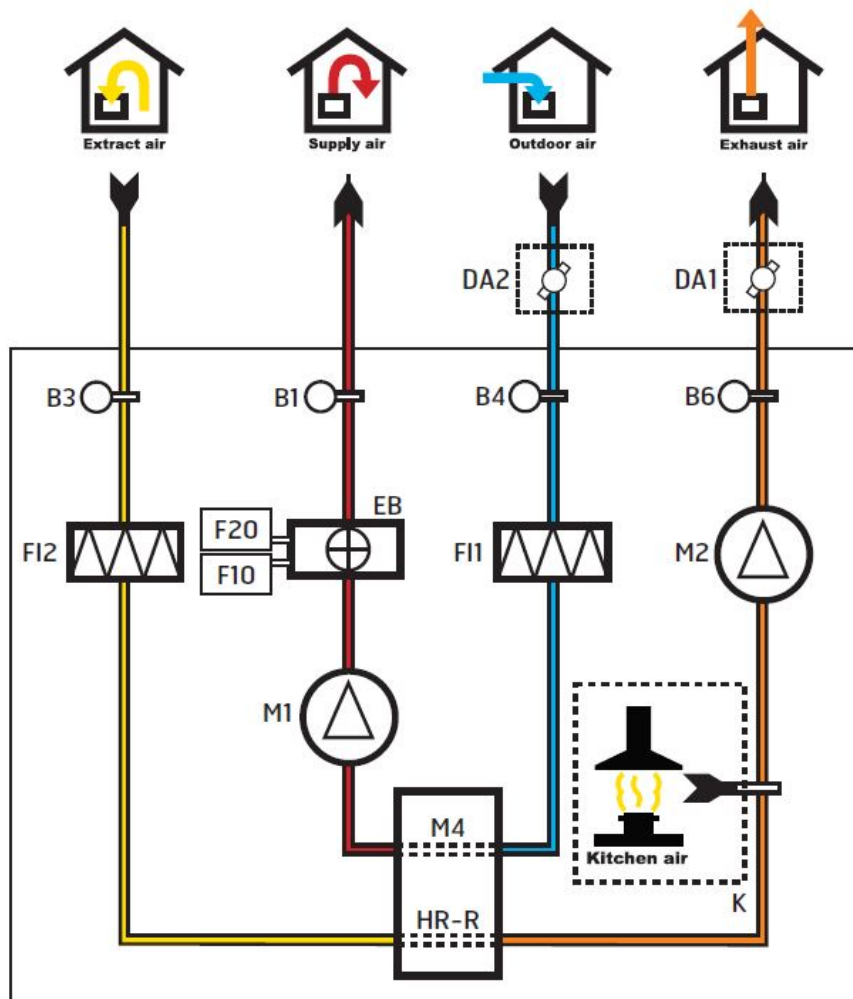 Extract air
Supply air
Outdoor air
Exhaust air
DA2
DA1
B3
B1
B4
B6
EB
F20
FI2
F10
FI1
M2
M1
M4
Kitchen air
HR-R
K